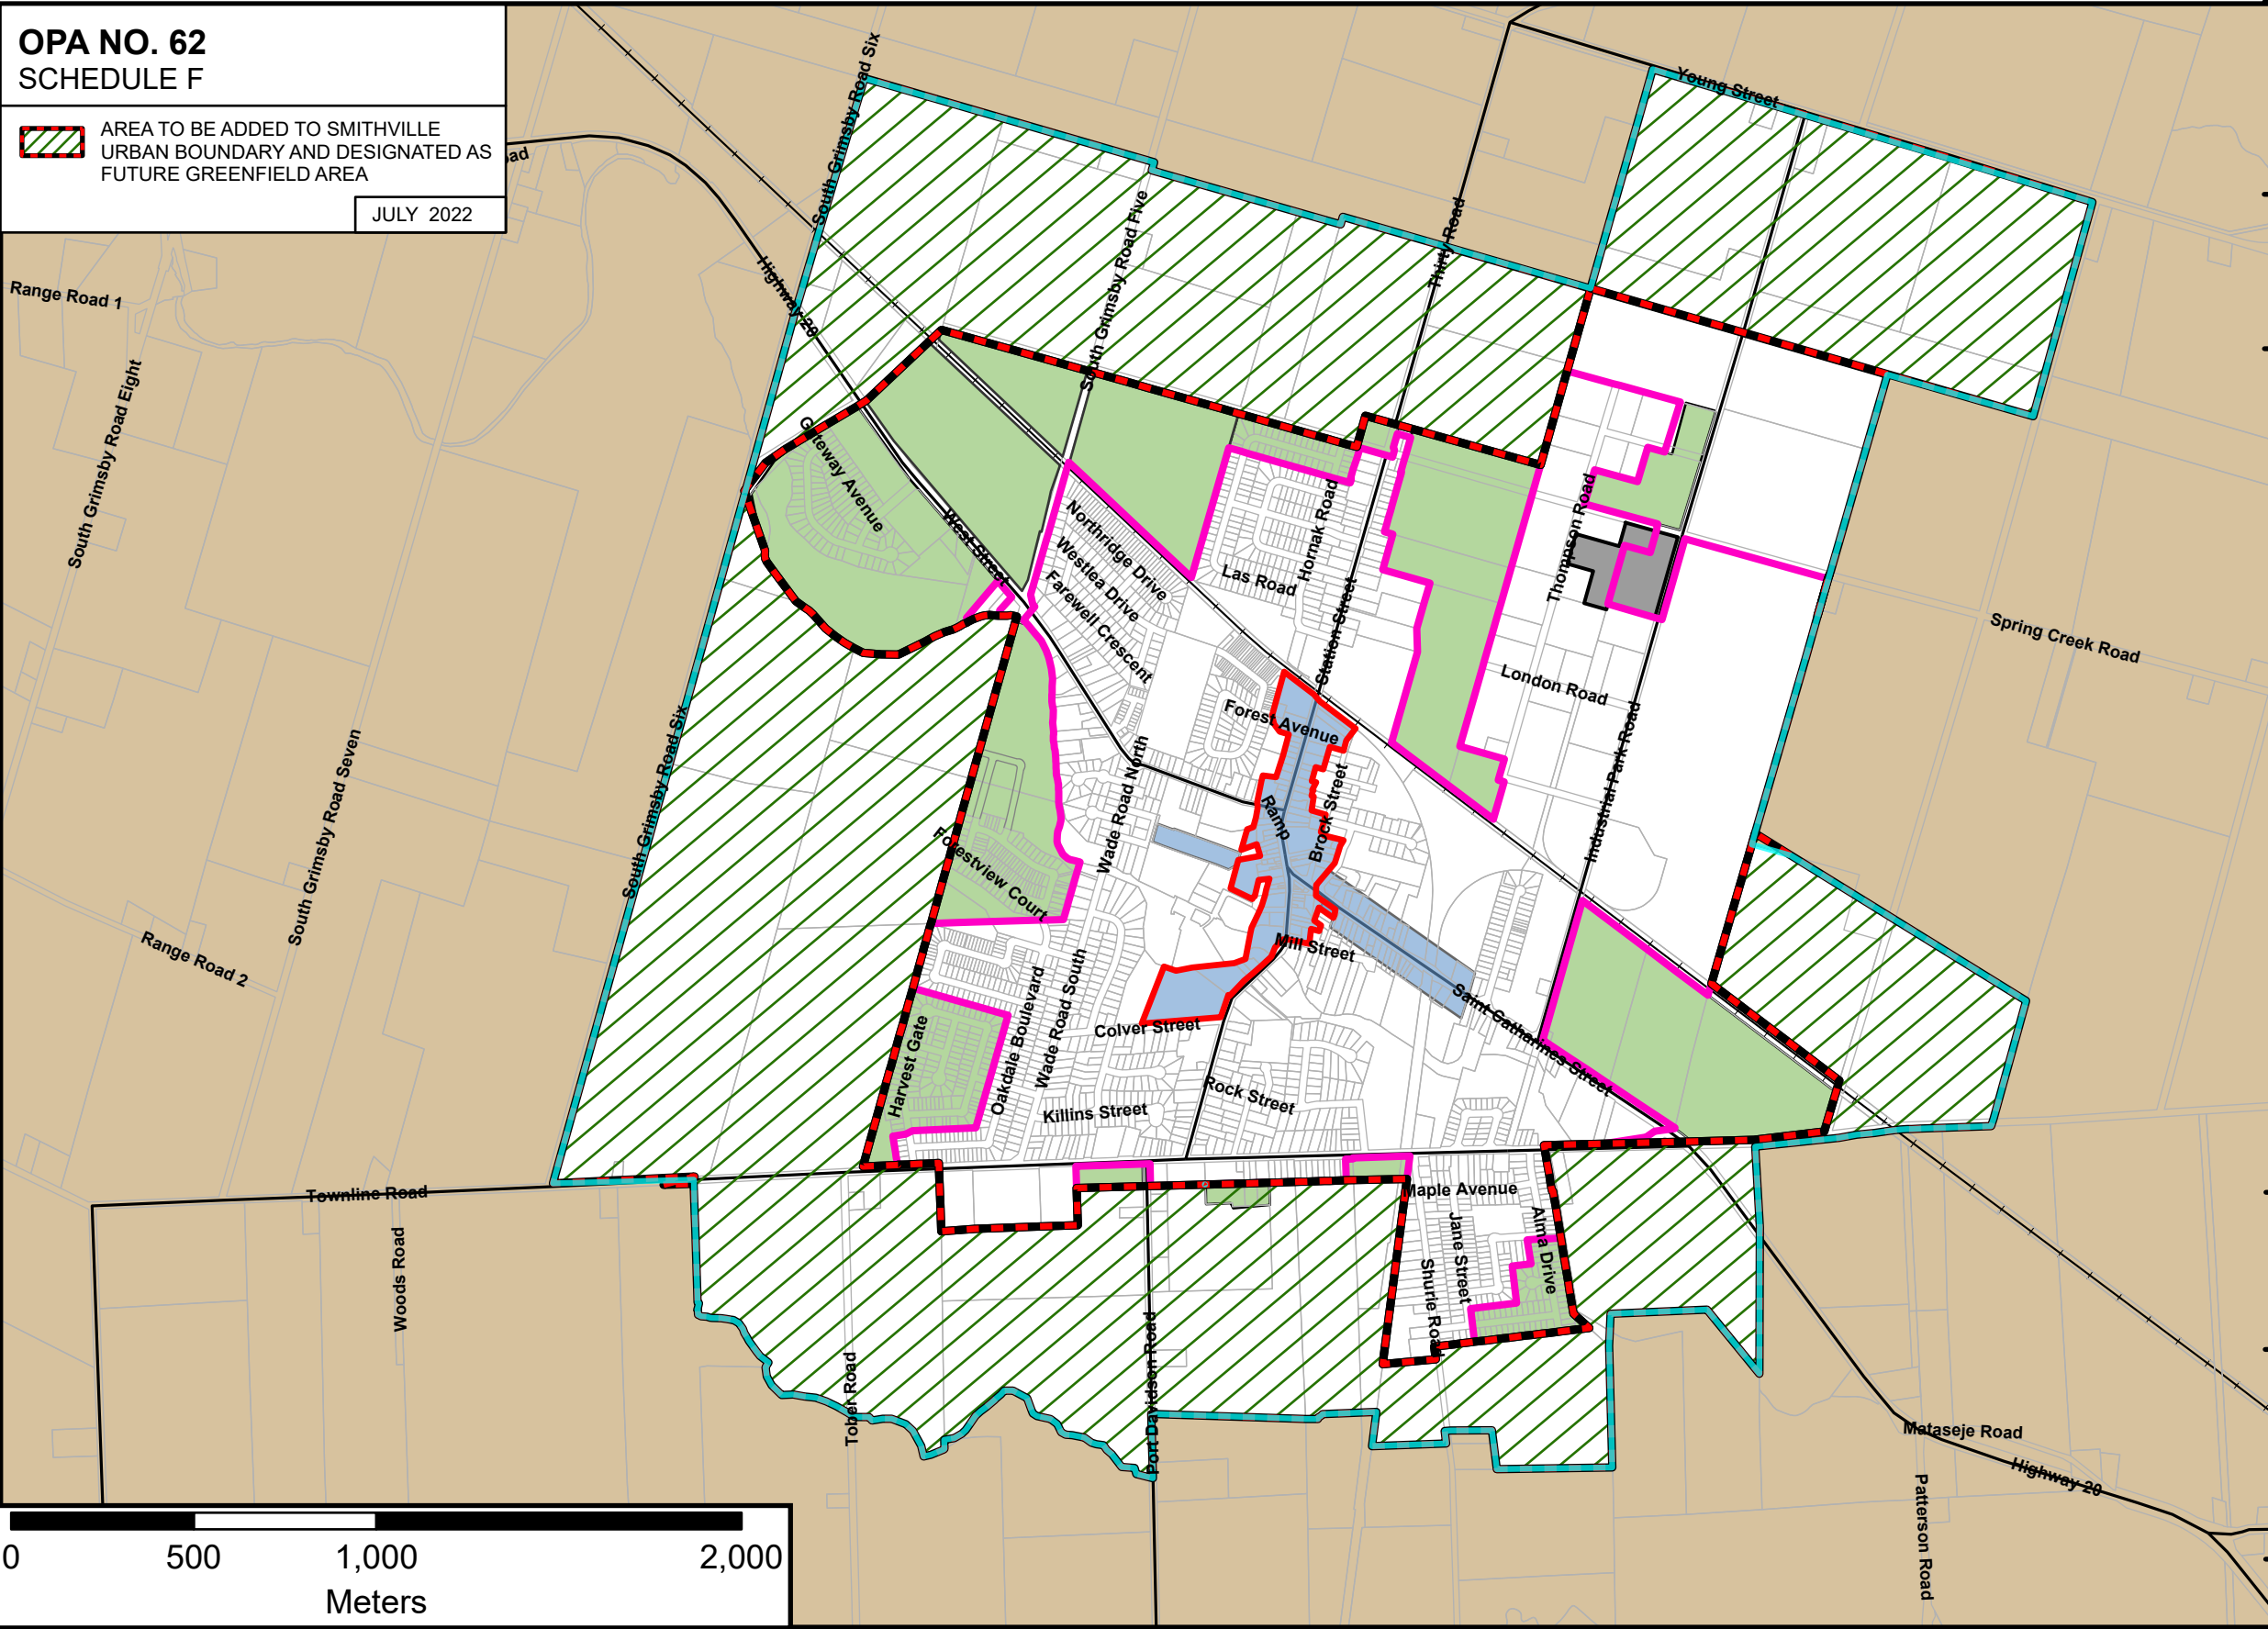 OPA NO. 62
SCHEDULE F
AREA TO BE ADDED TO SMITHVILLE
URBAN BOUNDARY AND DESIGNATED AS
FUTURE GREENFIELD AREA
JULY 2022
South Grimsby Road Six
Young Street
South Grimsby Road Five
Thirty Road
Highway 20
Range Road 1
South Grimsby Road Eight
Gateway Avenue
West Street
Northridge Drive
Westlea Drive
Farewell Crescent
Las Road
Hornak Road
Station Street
Thompson Road
London Road
Spring Creek Road
Industrial Park Road
South Grimsby Road Six
South Grimsby Road Seven
Range Road 2
Forest Avenue
Ramp
Brock Street
Wade Road North
Forestview Court
Mill Street
Saint Catharines Street
Oakdale Boulevard
Wade Road South
Colver Street
Harvest Gate
Killins Street
Rock Street
Townline Road
Woods Road
Maple Avenue
Jane Street
Alma Drive
Shurie Road
Tober Road
Port Davidson Road
Mataseje Road
Highway 20
Patterson Road
0 500 1,000 2,000
Meters